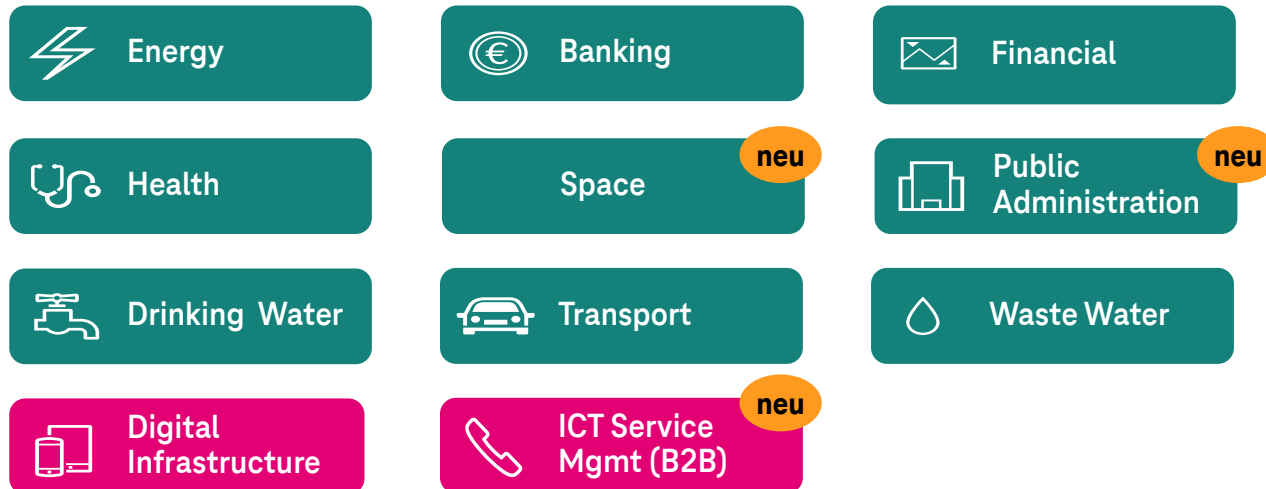 Energy
Banking
Financial
Health
Space
neu
Public
Administration
neu
Drinking Water
Transport
Waste Water
Digital
Infrastructure
ICT Service
Mgmt (B2B)
neu